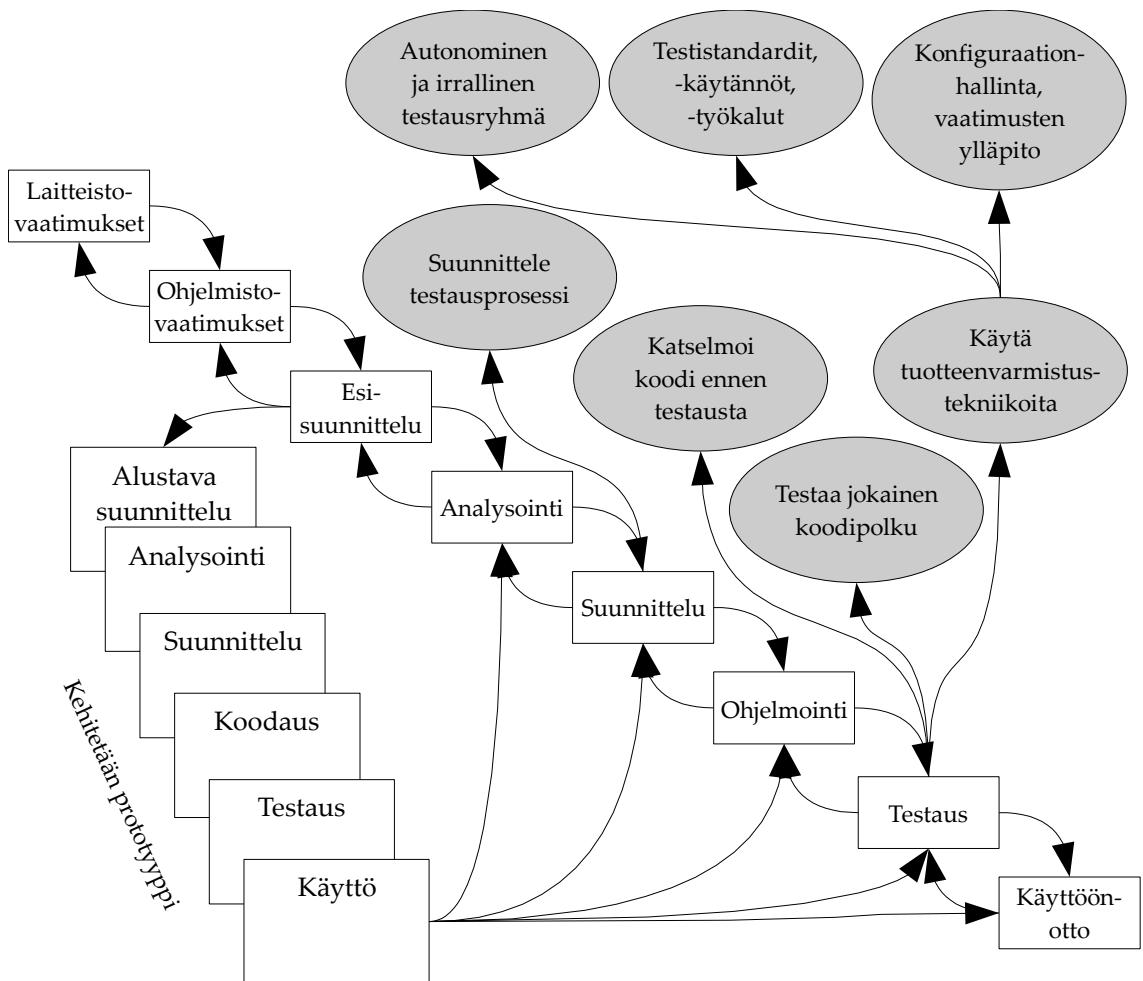 Autonominen
ja irrallinen
testausryhmä
Testistandardit,
-käytännöt,
-työkalut
Konfiguraation-
hallinta,
vaatimusten
ylläpito
Laitteisto-
vaatimukset
Suunnittele
testausprosessi
Ohjelmisto-
vaatimukset
Katselmoi
koodi ennen
testausta
Käytä
tuotteenvarmistus-
tekniikoita
Esi-
suunnittelu
Alustava
suunnittelu
Analysointi
Testaa jokainen
koodipolku
Analysointi
Suunnittelu
Suunnittelu
Koodaus
Ohjelmointi
Kehitetään prototyyppi
Testaus
Testaus
Käyttö
Käyttöön-
otto